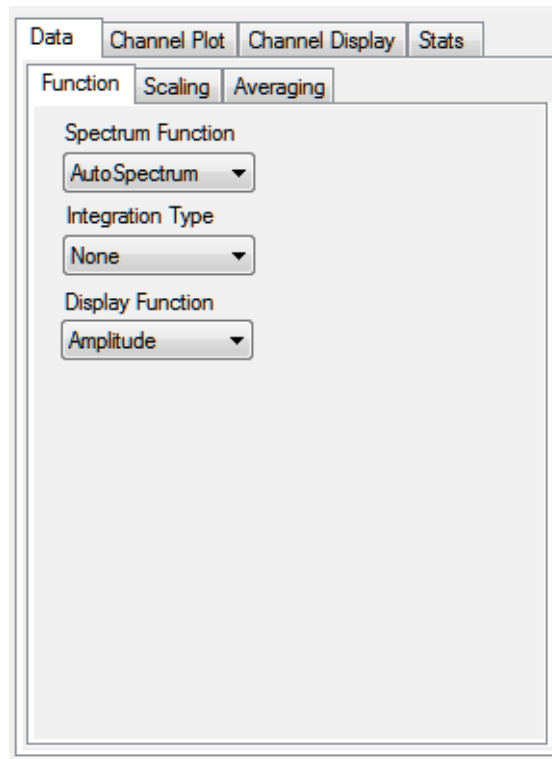 Data Channel Plot Channel Display Stats
Function Scaling Averaging
Spectrum Function
AutoSpectrum
Integration Type
None
Display Function
Amplitude